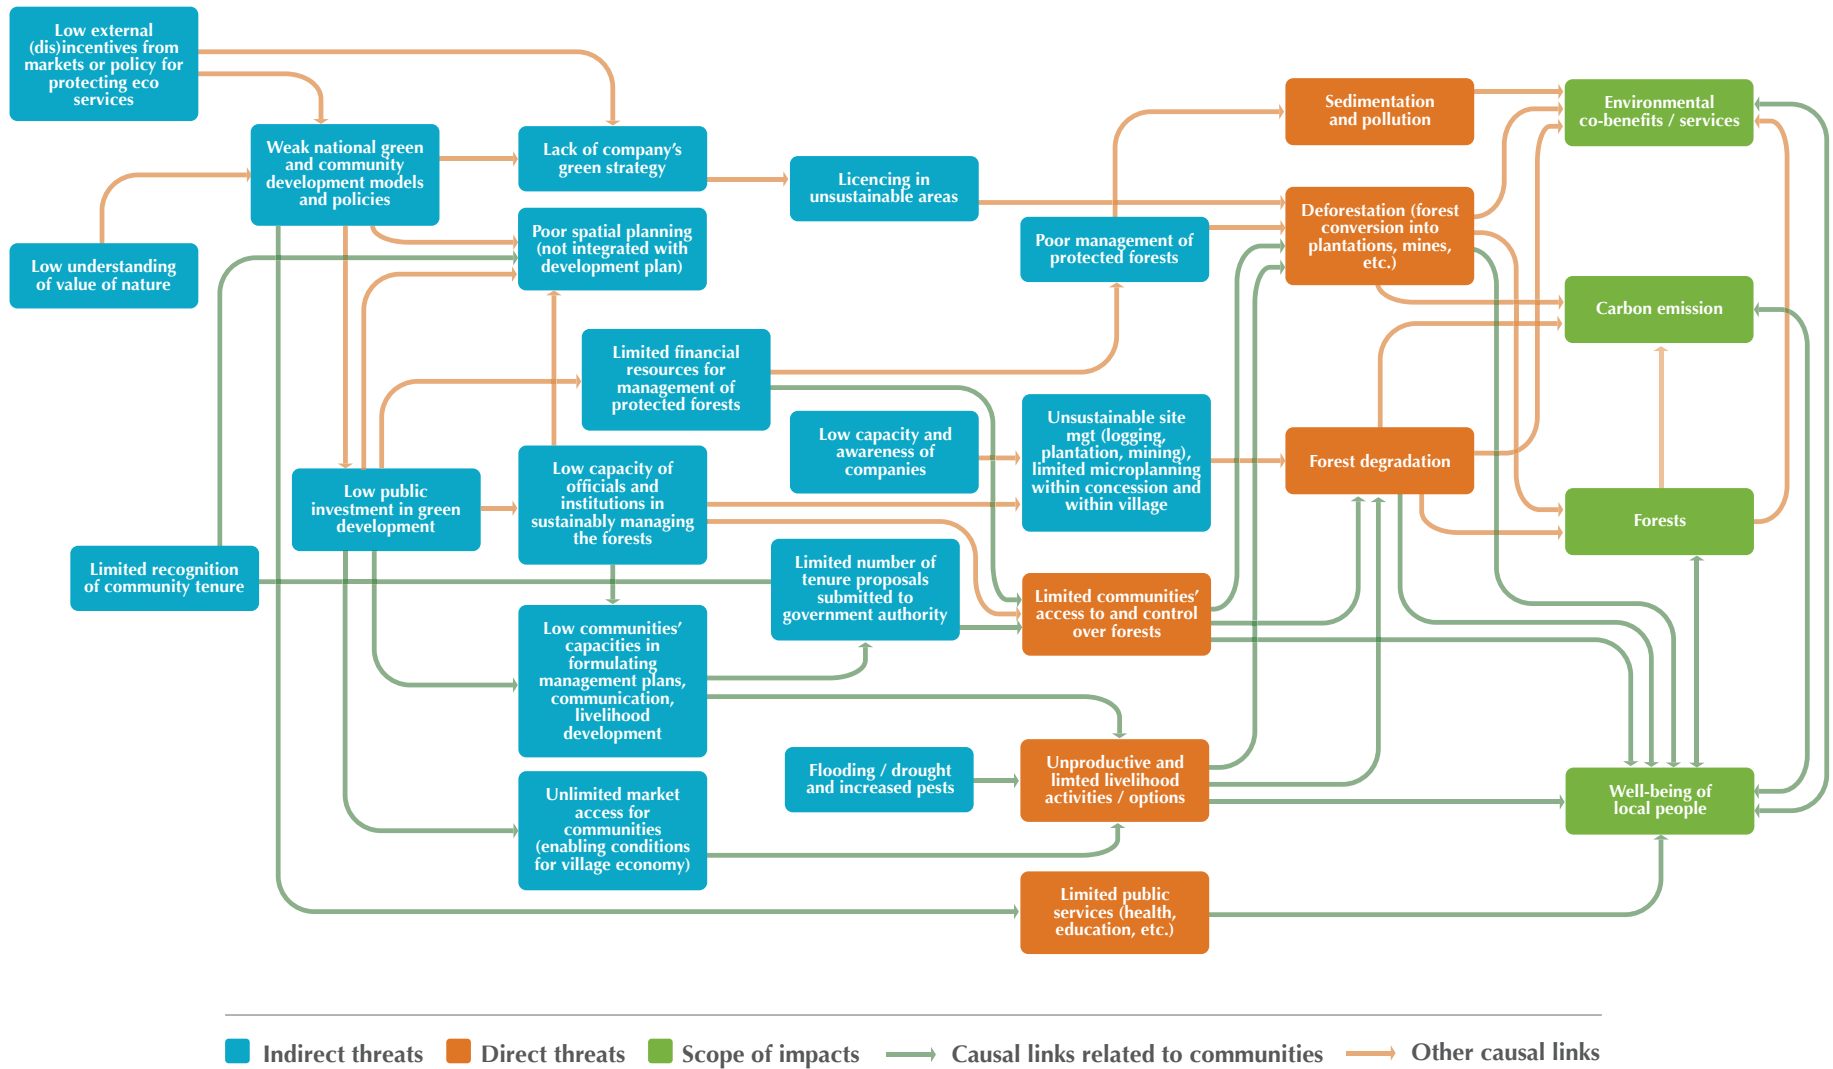 Low external
(dis)incentives from
markets or policy for
protecting eco
services
Weak national green
and community
development models
and policies
Low understanding
of value of nature
Lack of company's
green strategy
Poor spatial planning
(not integrated with
development plan)
Licencing in
unsustainable areas
Poor management of
protected forests
Sedimentation
and pollution
Deforestation (forest
conversion into
plantations, mines,
etc.)
Environmental
co-benefits / services
Carbon emission
Limited financial
resources for
management of
protected forests
Low capacity and
awareness of
companies
Unsustainable site
mgt (logging,
plantation, mining),
limited microplanning
within concession and
within village
Forest degradation
Forests
Low public
investment in green
development
Low capacity of
officials and
institutions in
sustainably managing
the forests
Limited recognition
of community tenure
Limited number of
tenure proposals
submitted to
government authority
Limited communities'
access to and control
over forests
Low communities'
capacities in
formulating
management plans,
communication,
livelihood
development
Flooding / drought
and increased pests
Unproductive and
limted livelihood
activities / options
Well-being of
local people
Unlimited market
access for
communities
(enabling conditions
for village economy)
Limited public
services (health,
education, etc.)
Indirect threats
Direct threats
Scope of impacts
Causal links related to communities
Other causal links